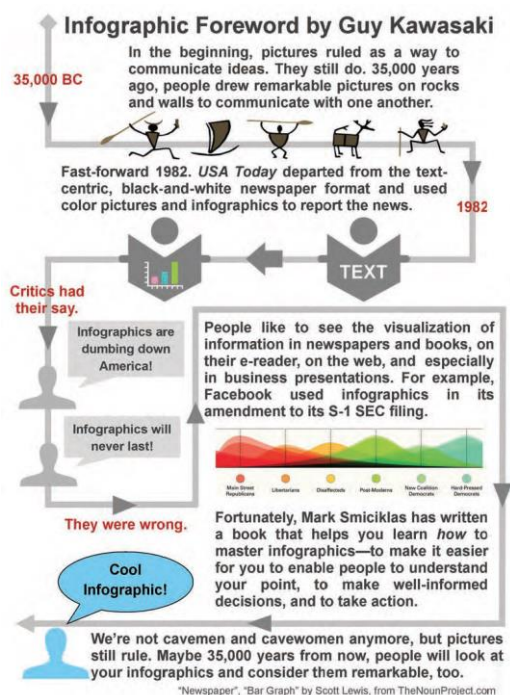 Infographic Foreword by Guy Kawasaki
35,000 BC
In the beginning, pictures ruled as a way to
communicate ideas. They still do. 35,000 years
ago, people drew remarkable pictures on rocks
and walls to communicate with one another.
Fast-forward 1982. USA Today departed from the text-
centric, black-and-white newspaper format and used
color pictures and infographics to report the news.
1982
TEXT
Critics had
their say.
Infographics are
dumbing down
America!
Infographics will
never last!
They were wrong.
People like to see the visualization of
information in newspapers and books, on
their e-reader, on the web, and especially
in business presentations. For example,
Facebook used infographics in its
amendment to its S-1 SEC filing.
Main Street
Republicans
Libertarians
Disaffecteds
Post-Moderns
New Coalition
Democrats
Hard Pressed
Democrats
Fortunately, Mark Smiciklas has written
a book that helps you learn how to
master infographics—to make it easier
for you to enable people to understand
your point, to make well-informed
decisions, and to take action.
Cool
Infographic!
We're not cavemen and cavewomen anymore, but pictures
still rule. Maybe 35,000 years from now, people will look at
your infographics and consider them remarkable, too.
"Newspaper", "Bar Graph" by Scott Lewis, from TheNounProject.com